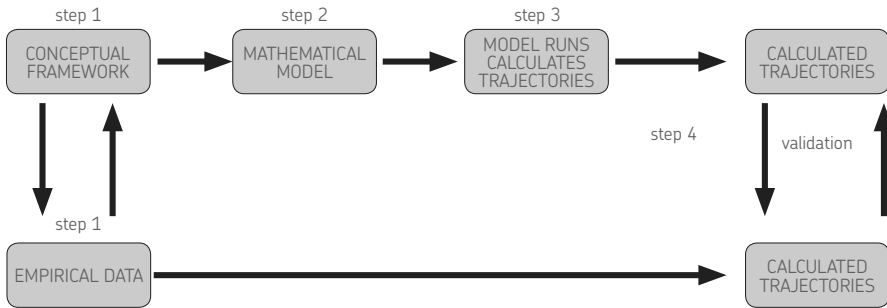 step 1
step 2
step 3
CONCEPTUAL
FRAMEWORK
MATHEMATICAL
MODEL
MODEL RUNS
CALCULATES
TRAJECTORIES
CALCULATED
TRAJECTORIES
step 4
validation
step 1
EMPIRICAL DATA
CALCULATED
TRAJECTORIES